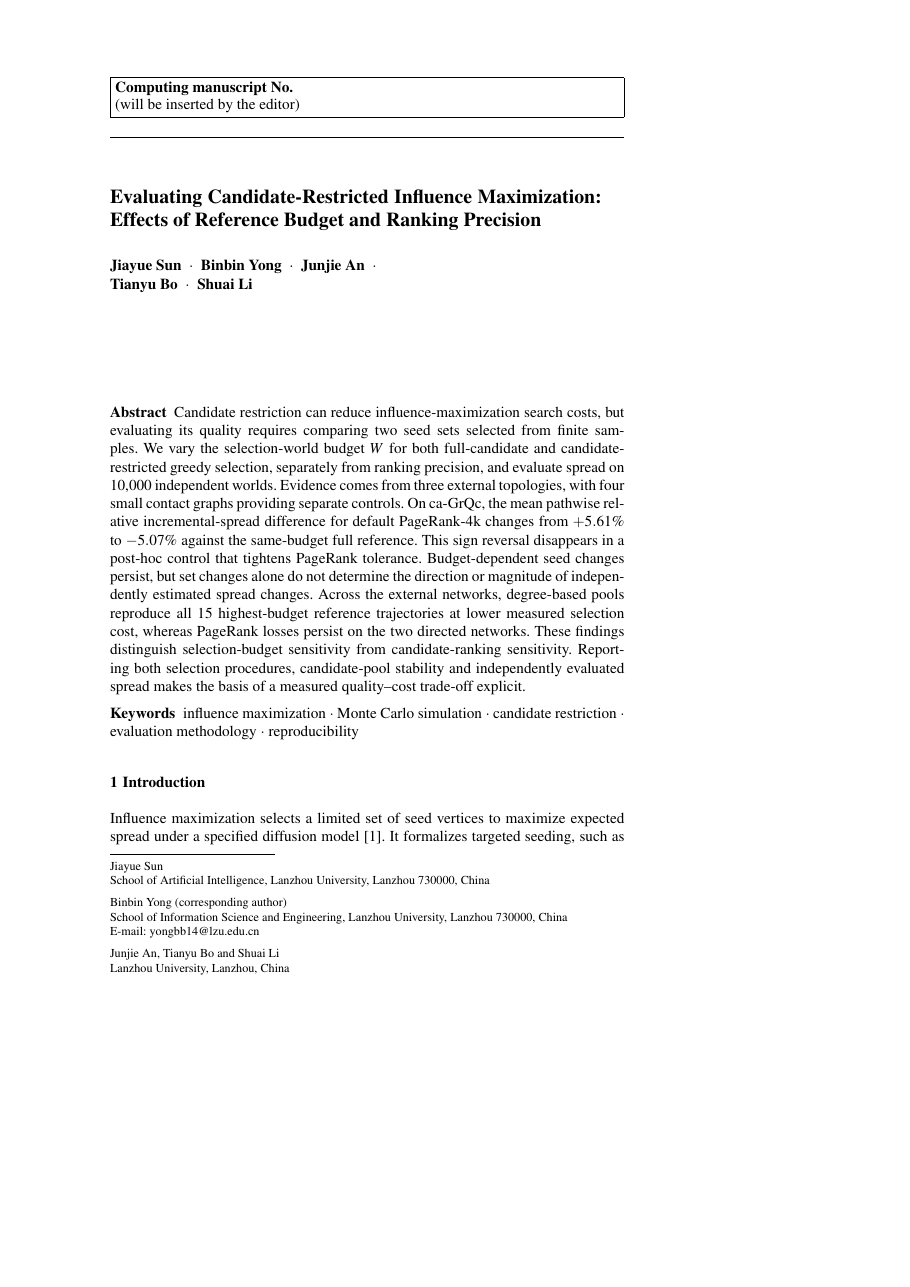 Computing manuscript No.
(will be inserted by the editor)
Evaluating Candidate-Restricted Influence Maximization:
Effects of Reference Budget and Ranking Precision
Jiayue Sun · Binbin Yong · Junjie An ·
Tianyu Bo · Shuai Li
Abstract Candidate restriction can reduce influence-maximization search costs, but
evaluating its quality requires comparing two seed sets selected from finite sam-
ples. We vary the selection-world budget W for both full-candidate and candidate-
restricted greedy selection, separately from ranking precision, and evaluate spread on
10,000 independent worlds. Evidence comes from three external topologies, with four
small contact graphs providing separate controls. On ca-GrQc, the mean pathwise rel-
ative incremental-spread difference for default PageRank-4k changes from +5.61%
to −5.07% against the same-budget full reference. This sign reversal disappears in a
post-hoc control that tightens PageRank tolerance. Budget-dependent seed changes
persist, but set changes alone do not determine the direction or magnitude of indepen-
dently estimated spread changes. Across the external networks, degree-based pools
reproduce all 15 highest-budget reference trajectories at lower measured selection
cost, whereas PageRank losses persist on the two directed networks. These findings
distinguish selection-budget sensitivity from candidate-ranking sensitivity. Report-
ing both selection procedures, candidate-pool stability and independently evaluated
spread makes the basis of a measured quality–cost trade-off explicit.
Keywords influence maximization · Monte Carlo simulation · candidate restriction ·
evaluation methodology · reproducibility
1 Introduction
Influence maximization selects a limited set of seed vertices to maximize expected
spread under a specified diffusion model [1]. It formalizes targeted seeding, such as
Jiayue Sun
School of Artificial Intelligence, Lanzhou University, Lanzhou 730000, China
Binbin Yong (corresponding author)
School of Information Science and Engineering, Lanzhou University, Lanzhou 730000, China
E-mail: yongbb14@lzu.edu.cn
Junjie An, Tianyu Bo and Shuai Li
Lanzhou University, Lanzhou, China